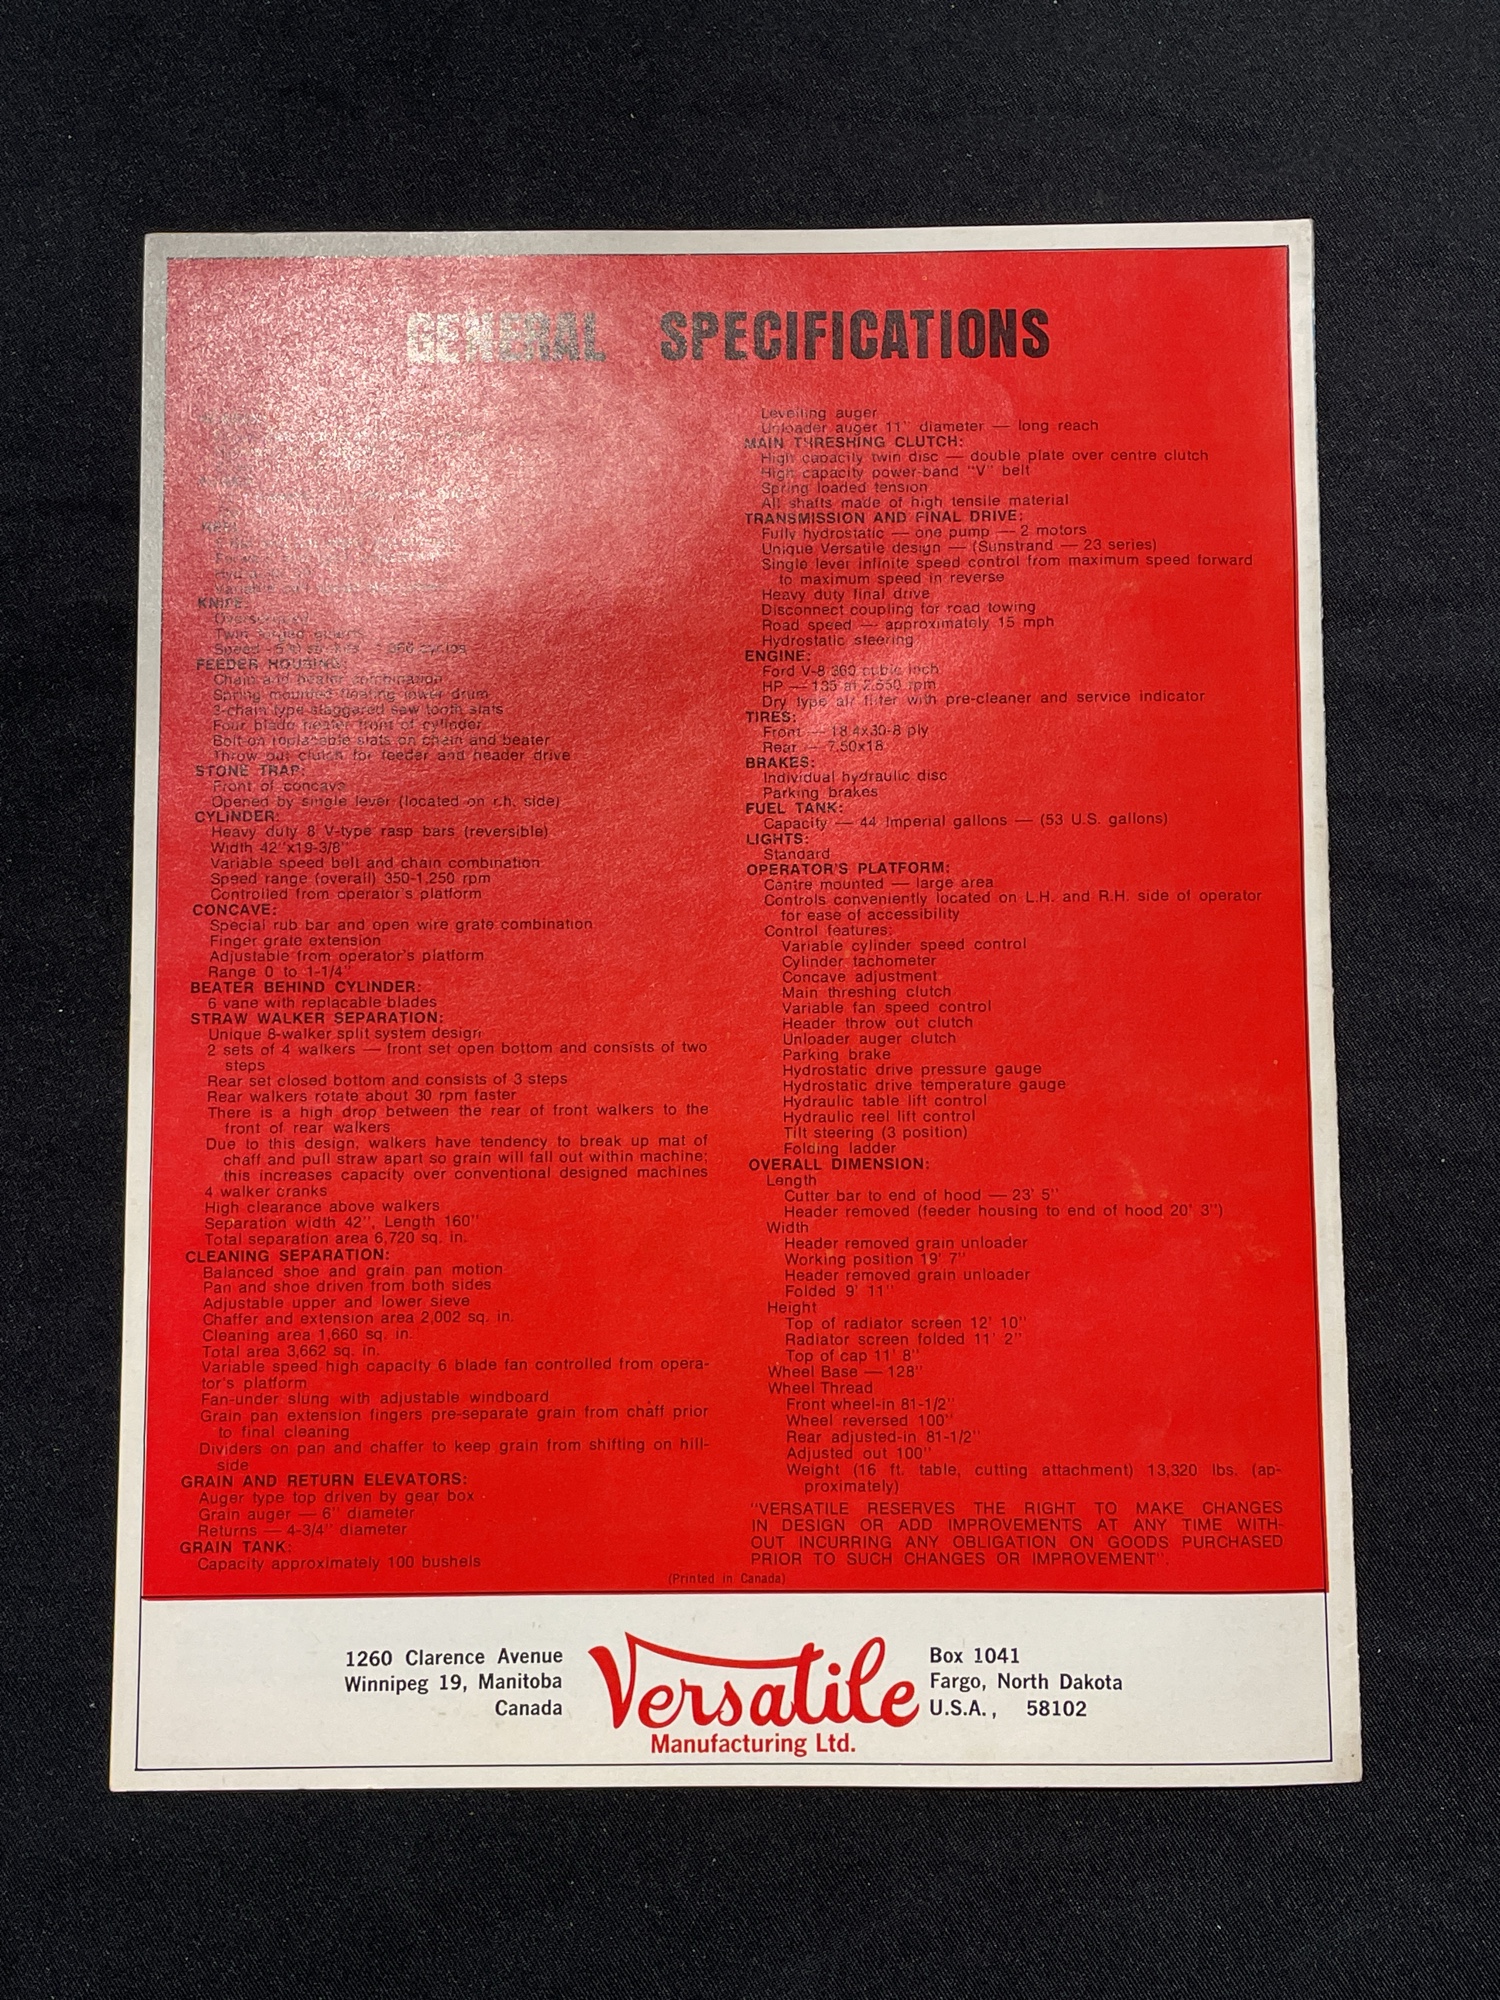 GENERAL SPECIFICATIONS
KNIFE:
Twin guards
FEEDER HOUSING:
Chain and beater combination
Spring mounted floating lower drum
3-chain type staggered saw tooth slats
Four blade beater front of cylinder
Bolt-on replacable slats on chain and beater
Throw out clutch for feeder and header drive
STONE TRAP:
Front of concave
Opened by single lever (located on r.h. side)
CYLINDER:
Heavy duty 8 V-type rasp bars (reversible)
Width 42"x19-3/8"
Variable speed belt and chain combination
Speed range (overall) 350-1,250 rpm
Controlled from operator's platform
CONCAVE:
Special rub bar and open wire grate combination
Finger grate extension
Adjustable from operator's platform
Range 0 to 1-1/4"
BEATER BEHIND CYLINDER:
6 vane with replacable blades
STRAW WALKER SEPARATION:
Unique 8-walker split system design
2 sets of 4 walkers — front set open bottom and consists of two
steps
Rear set closed bottom and consists of 3 steps
Rear walkers rotate about 30 rpm faster
There is a high drop between the rear of front walkers to the
front of rear walkers
Due to this design, walkers have tendency to break up mat of
chaff and pull straw apart so grain will fall out within machine;
this increases capacity over conventional designed machines
4 walker cranks
High clearance above walkers
Separation width 42", Length 160"
Total separation area 6,720 sq. in.
CLEANING SEPARATION:
Balanced shoe and grain pan motion
Pan and shoe driven from both sides
Adjustable upper and lower sieve
Chaffer and extension area 2,002 sq. in.
Cleaning area 1,660 sq. in.
Total area 3,662 sq. in.
Variable speed high capacity 6 blade fan controlled from opera-
tor's platform
Fan-under slung with adjustable windboard
Grain pan extension fingers pre-separate grain from chaff prior
to final cleaning
Dividers on pan and chaffer to keep grain from shifting on hill-
side
GRAIN AND RETURN ELEVATORS:
Auger type top driven by gear box
Grain auger — 6" diameter
Returns — 4-3/4" diameter
GRAIN TANK:
Capacity approximately 100 bushels
Levelling auger
Unloader auger 11" diameter — long reach
MAIN THRESHING CLUTCH:
High capacity twin disc — double plate over centre clutch
High capacity power-band "V" belt
Spring loaded tension
All shafts made of high tensile material
TRANSMISSION AND FINAL DRIVE:
Fully hydrostatic — one pump — 2 motors
Unique Versatile design — (Sunstrand — 23 series)
Single lever infinite speed control from maximum speed forward
to maximum speed in reverse
Heavy duty final drive
Disconnect coupling for road towing
Road speed — approximately 15 mph
Hydrostatic steering
ENGINE:
Ford V-8 360 cubic inch
HP — 135 at 2,550 rpm
Dry type air filter with pre-cleaner and service indicator
TIRES:
Front — 18.4x30-8 ply
Rear — 7.50x18
BRAKES:
Individual hydraulic disc
Parking brakes
FUEL TANK:
Capacity — 44 Imperial gallons — (53 U.S. gallons)
LIGHTS:
Standard
OPERATOR'S PLATFORM:
Centre mounted — large area
Controls conveniently located on L.H. and R.H. side of operator
for ease of accessibility
Control features:
Variable cylinder speed control
Cylinder tachometer
Concave adjustment
Main threshing clutch
Variable fan speed control
Header throw out clutch
Unloader auger clutch
Parking brake
Hydrostatic drive pressure gauge
Hydrostatic drive temperature gauge
Hydraulic table lift control
Hydraulic reel lift control
Tilt steering (3 position)
Folding ladder
OVERALL DIMENSION:
Length
Cutter bar to end of hood — 23' 5"
Header removed (feeder housing to end of hood 20' 3")
Width
Header removed grain unloader
Working position 19' 7"
Header removed grain unloader
Folded 9' 11"
Height
Top of radiator screen 12' 10"
Radiator screen folded 11' 2"
Top of cap 11' 8"
Wheel Base — 128"
Wheel Thread
Front wheel-in 81-1/2"
Wheel reversed 100"
Rear adjusted-in 81-1/2"
Adjusted out 100"
Weight (16 ft. table, cutting attachment) 13,320 lbs. (ap-
proximately)
"VERSATILE RESERVES THE RIGHT TO MAKE CHANGES
IN DESIGN OR ADD IMPROVEMENTS AT ANY TIME WITH-
OUT INCURRING ANY OBLIGATION ON GOODS PURCHASED
PRIOR TO SUCH CHANGES OR IMPROVEMENT".
(Printed in Canada)
1260 Clarence Avenue
Winnipeg 19, Manitoba
Canada
Versatile
Manufacturing Ltd.
Box 1041
Fargo, North Dakota
U.S.A., 58102